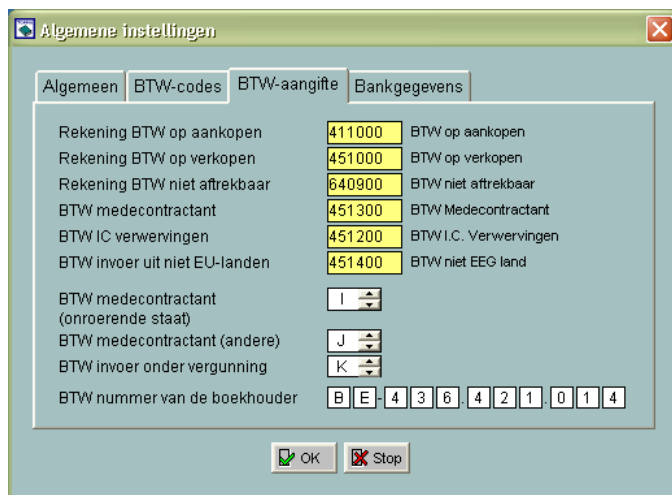 Algemene instellingen
Algemeen BTW-codes BTW-aangifte Bankgegevens
Rekening BTW op aankopen 411000 BTW op aankopen
Rekening BTW op verkopen 451000 BTW op verkopen
Rekening BTW niet aftrekbaar 640900 BTW niet aftrekbaar
BTW medecontractant 451300 BTW Medecontractant
BTW IC verwervingen 451200 BTW I.C. Verwervingen
BTW invoer uit niet EU-landen 451400 BTW niet EEG land
BTW medecontractant I
(onroerende staat)
BTW medecontractant (andere) J
BTW invoer onder vergunning K
BTW nummer van de boekhouder BE-436.421.014
OK Stop